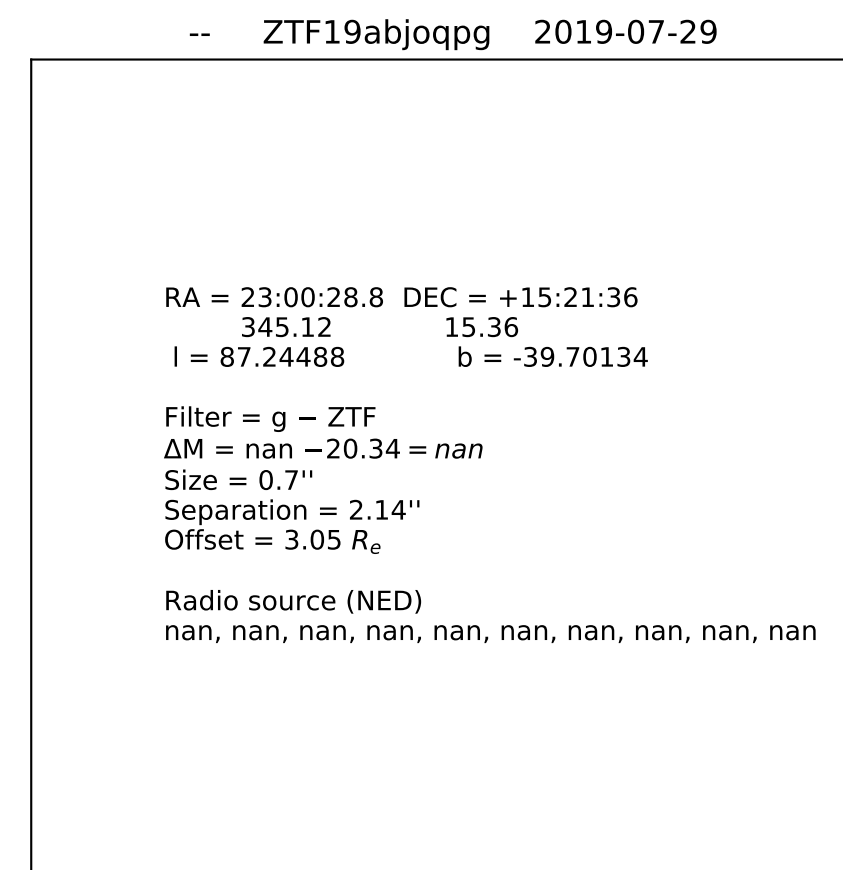 -- ZTF19abjoqpg 2019-07-29
RA = 23:00:28.8 DEC = +15:21:36
345.12 15.36
l = 87.24488 b = -39.70134
Filter = g − ZTF
ΔM = nan −20.34 = nan
Size = 0.7''
Separation = 2.14''
Offset = 3.05 Re
Radio source (NED)
nan, nan, nan, nan, nan, nan, nan, nan, nan, nan